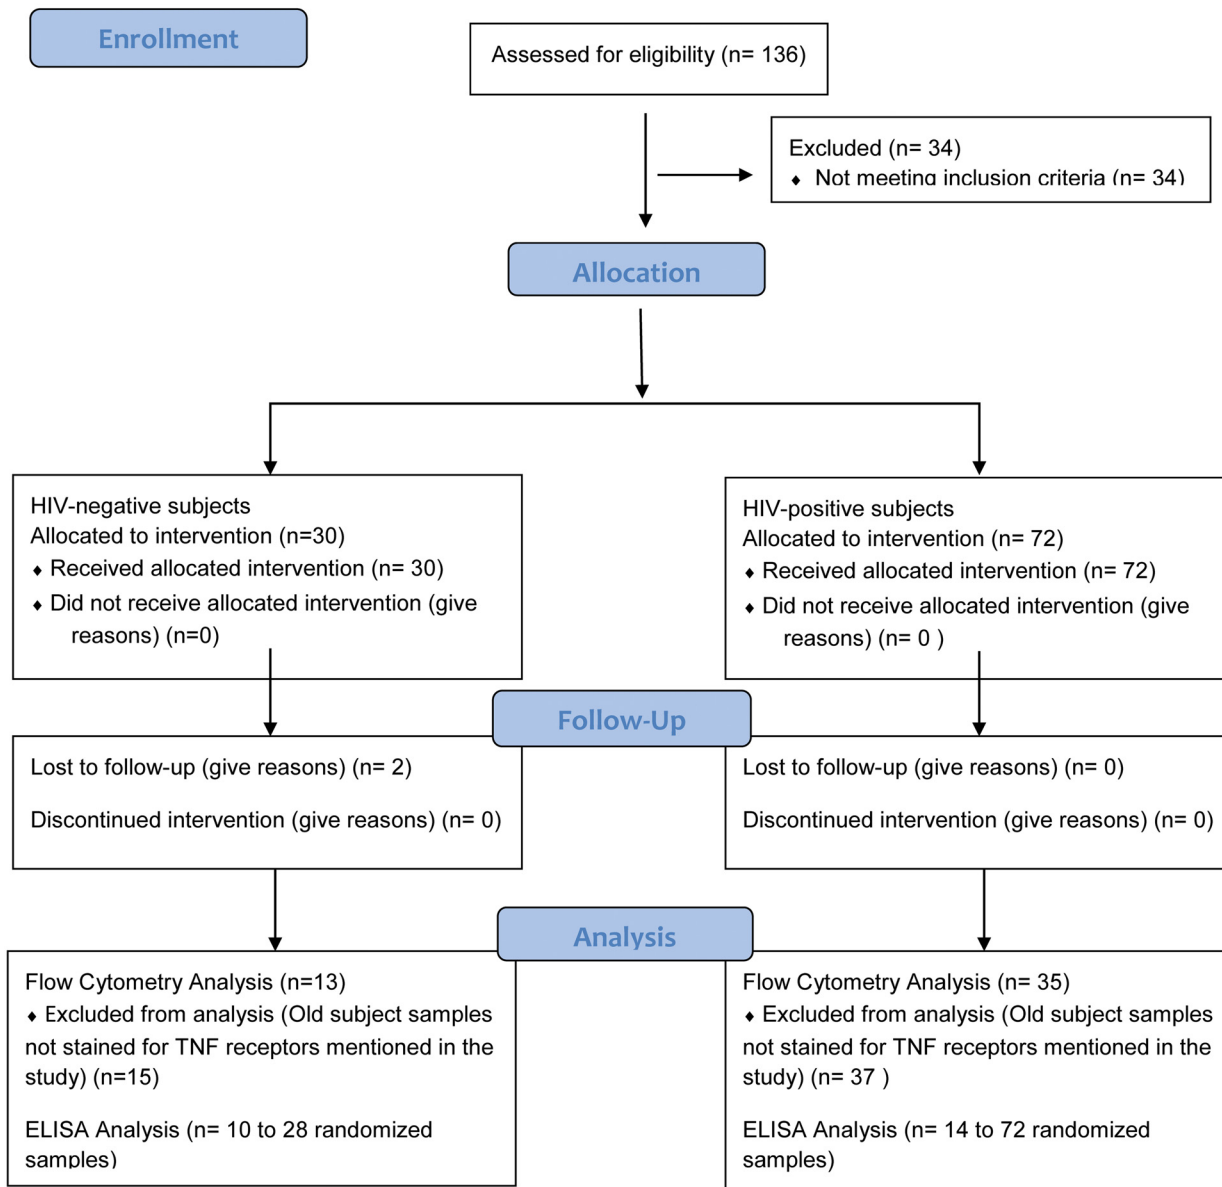 Enrollment
Assessed for eligibility (n= 136)
Excluded (n= 34)
♦ Not meeting inclusion criteria (n= 34)
Allocation
HIV-negative subjects
Allocated to intervention (n=30)
♦ Received allocated intervention (n= 30)
♦ Did not receive allocated intervention (give
reasons) (n=0)
HIV-positive subjects
Allocated to intervention (n= 72)
♦ Received allocated intervention (n= 72)
♦ Did not receive allocated intervention (give
reasons) (n= 0 )
Follow-Up
Lost to follow-up (give reasons) (n= 2)
Discontinued intervention (give reasons) (n= 0)
Lost to follow-up (give reasons) (n= 0)
Discontinued intervention (give reasons) (n= 0)
Analysis
Flow Cytometry Analysis (n=13)
♦ Excluded from analysis (Old subject samples
not stained for TNF receptors mentioned in the
study) (n=15)
ELISA Analysis (n= 10 to 28 randomized
samples)
Flow Cytometry Analysis (n= 35)
♦ Excluded from analysis (Old subject samples
not stained for TNF receptors mentioned in the
study) (n= 37 )
ELISA Analysis (n= 14 to 72 randomized
samples)